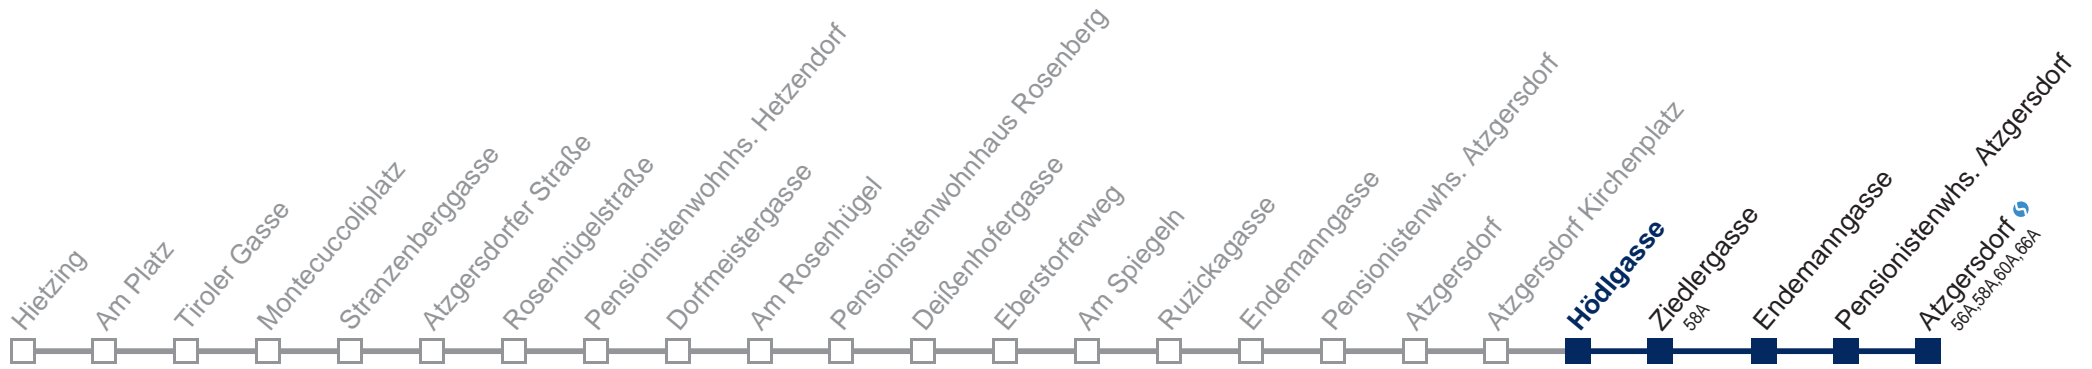 Hietzing
Am Platz
Tiroler Gasse
Montecuccoliplatz
Stranzenberggasse
Atzgersdorfer Straße
Rosenhügelstraße
Pensionistenwohnhs. Hetzendorf
Dorfmeistergasse
Am Rosenhügel
Pensionistenwohnhaus Rosenberg
Deißenhofergasse
Eberstorferweg
Am Spiegeln
Ruzickagasse
Endemanngasse
Pensionistenwhs. Atzgersdorf
Atzgersdorf
Atzgersdorf Kirchenplatz
Hödlgasse
Ziedlergasse
58A
Endemanngasse
Pensionistenwhs. Atzgersdorf
Atzgersdorf
56A,58A,60A,66A